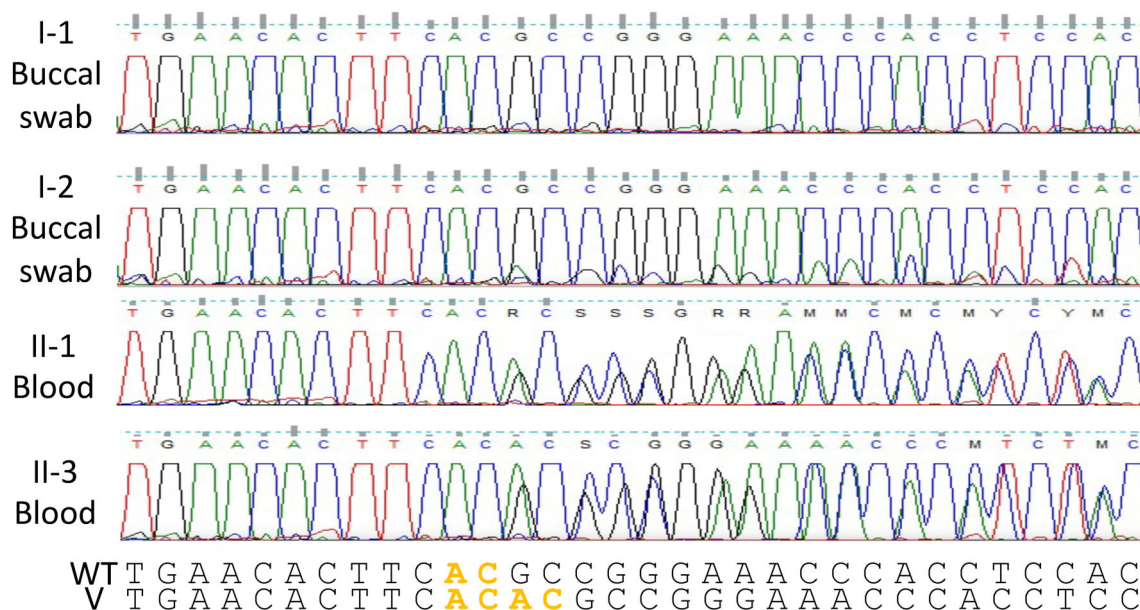 I-1
Buccal
swab
T G A A C A C T T C A C G C C G G G A A A C C C A C C T C C A C
I-2
Buccal
swab
T G A A C A C T T C A C G C C G G G A A A C C C A C C T C C A C
II-1
Blood
T G A A C A C T T C A C R C S S S G R R A M M C M C M Y C Y M C
II-3
Blood
T G A A C A C T T C A C A C S C G G G A A A A C C C M T C T M C
WT T G A A C A C T T C A C G C C G G G A A A C C C A C C T C C A C
V T G A A C A C T T C A C A C G C C G G G A A A C C C A C C T C C